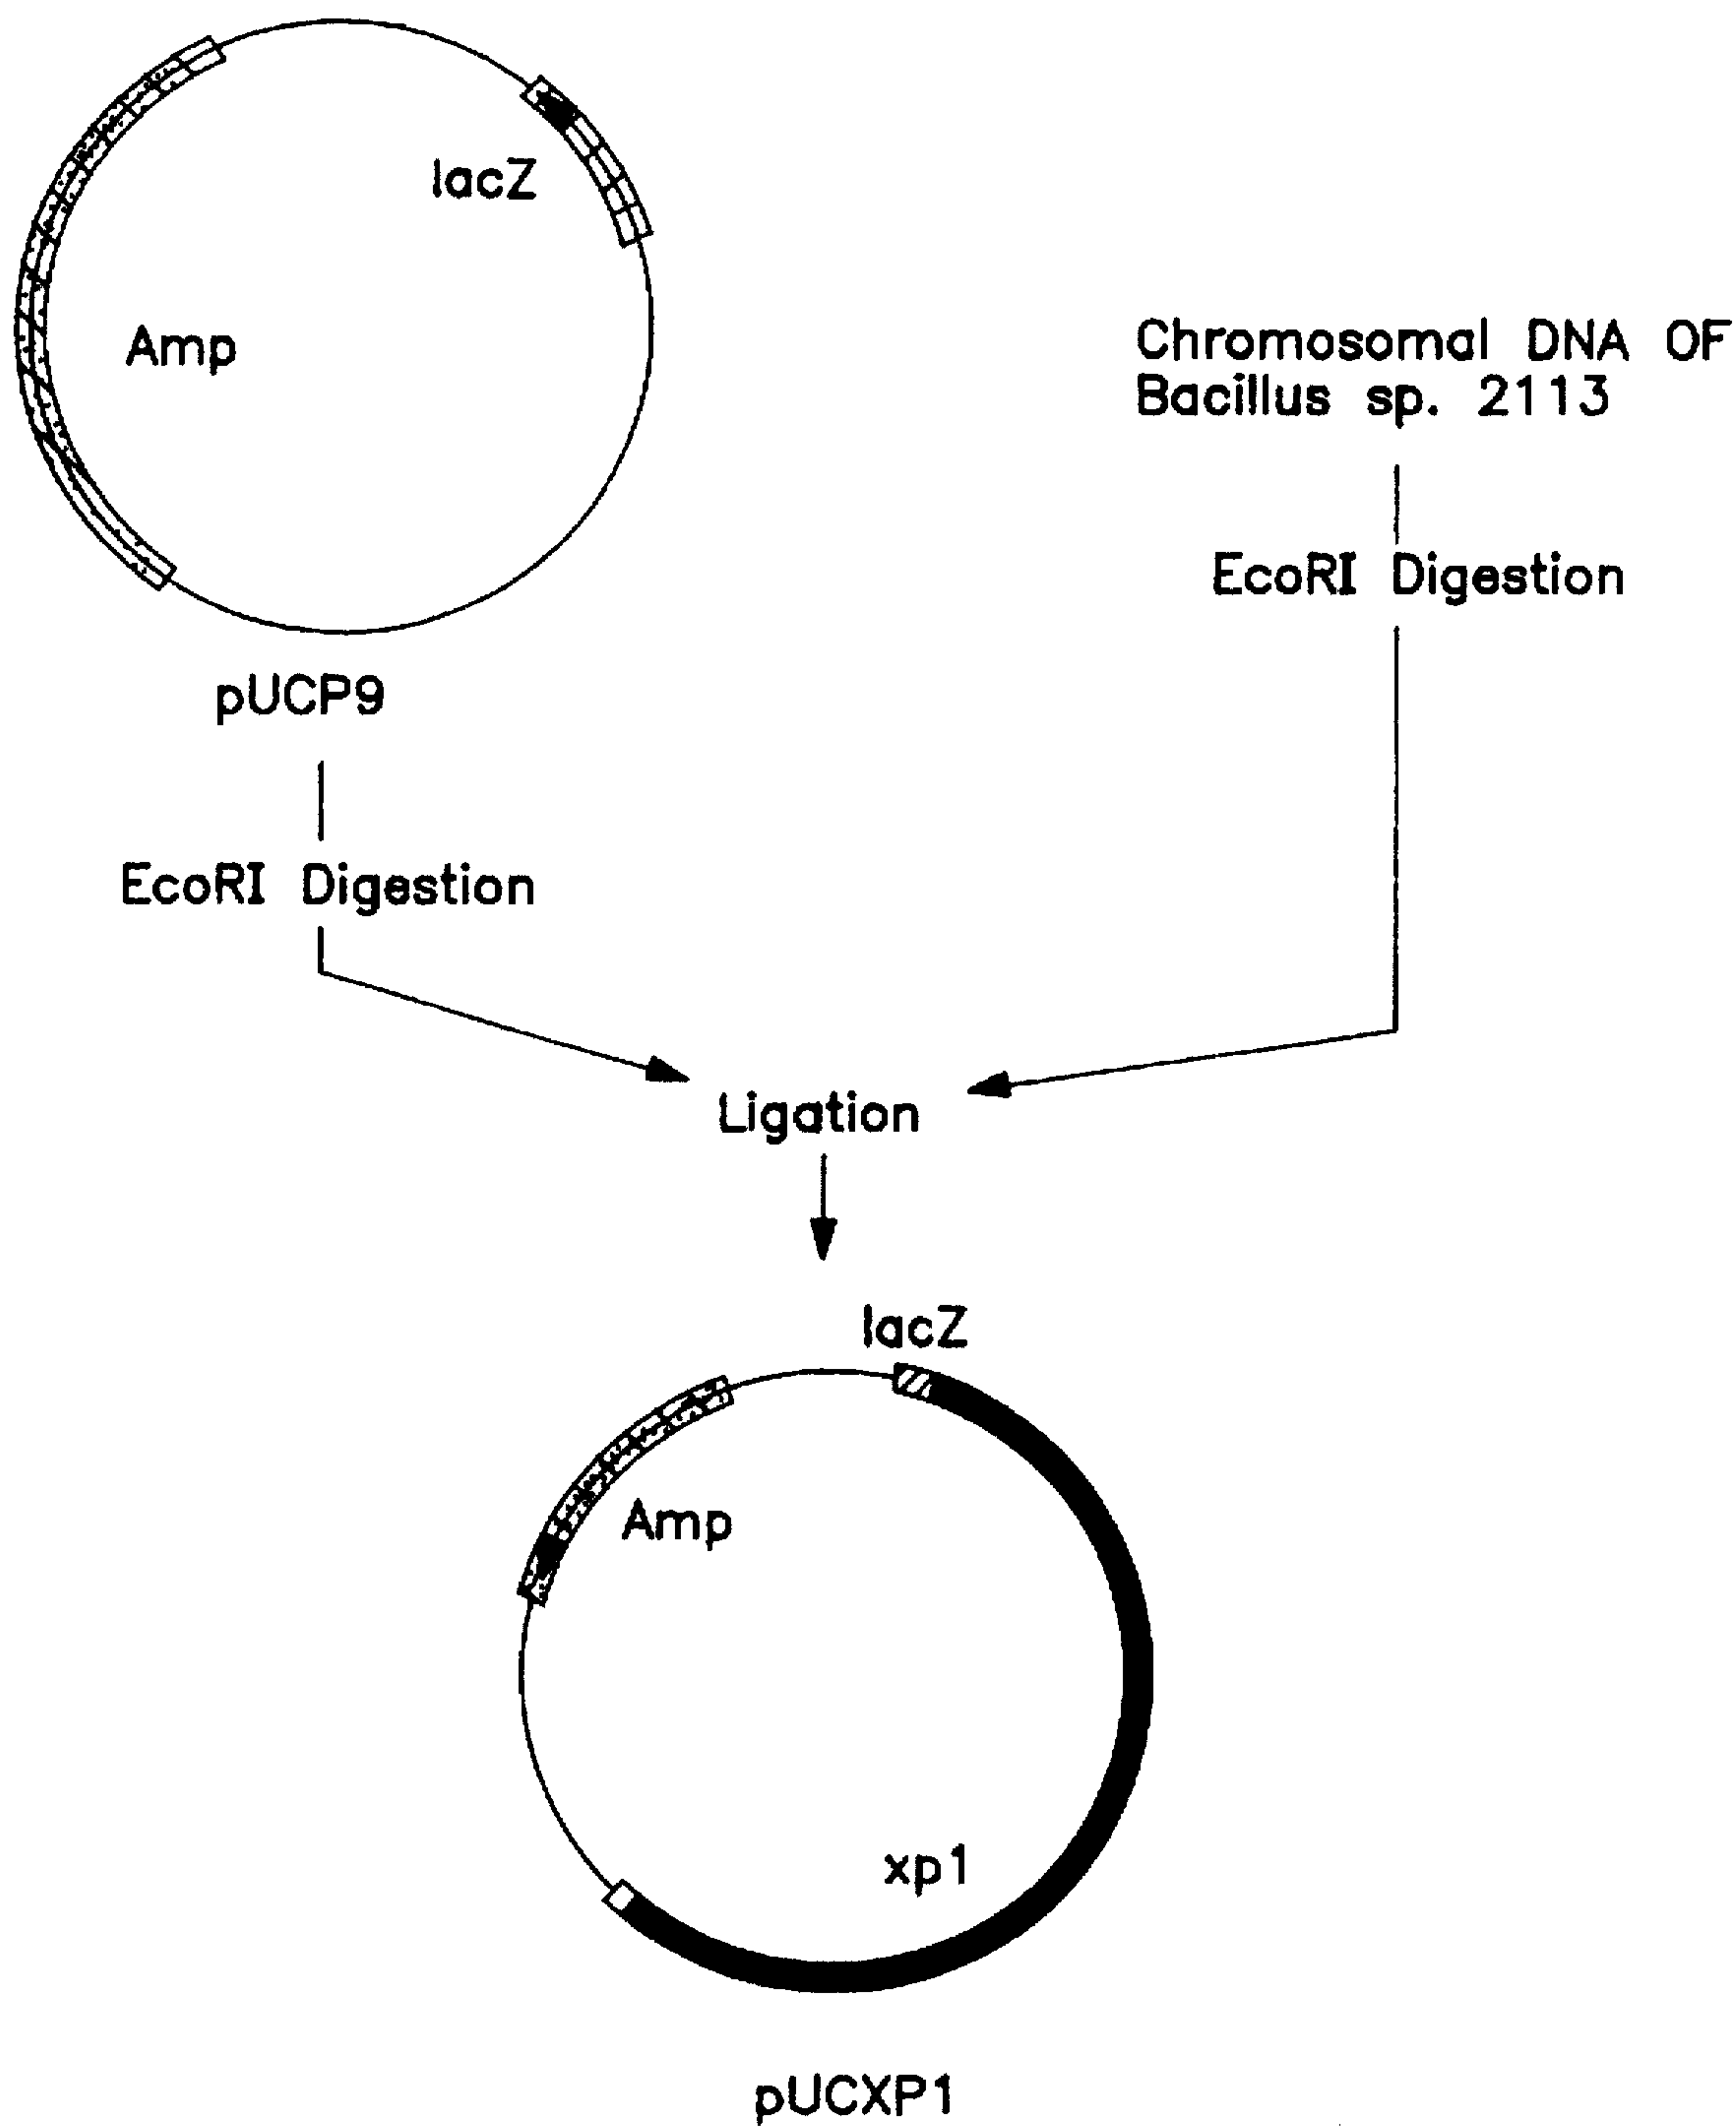 lacZ
Amp
pUCP9
EcoRI Digestion
Chromosomal DNA OF
Bacillus sp. 2113
EcoRI Digestion
Ligation
lacZ
Amp
xp1
pUCXP1